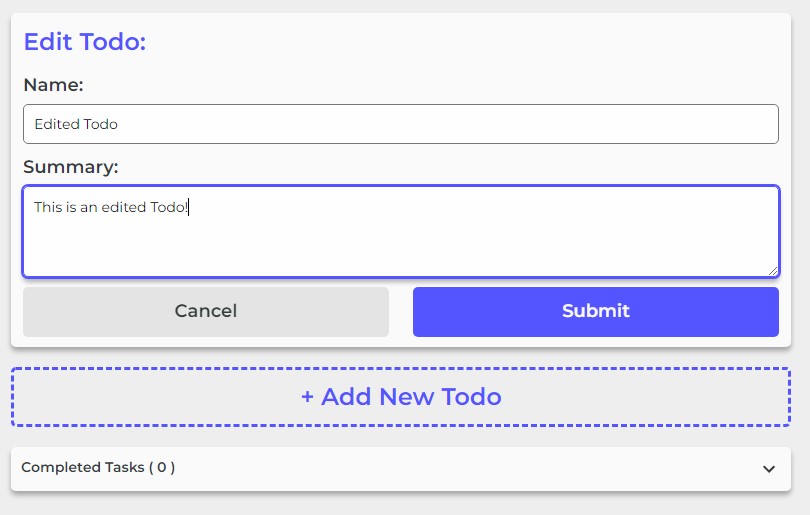 Edit Todo:
Name:
Edited Todo
Summary:
This is an edited Todo!
Cancel
Submit
+ Add New Todo
Completed Tasks ( 0 )